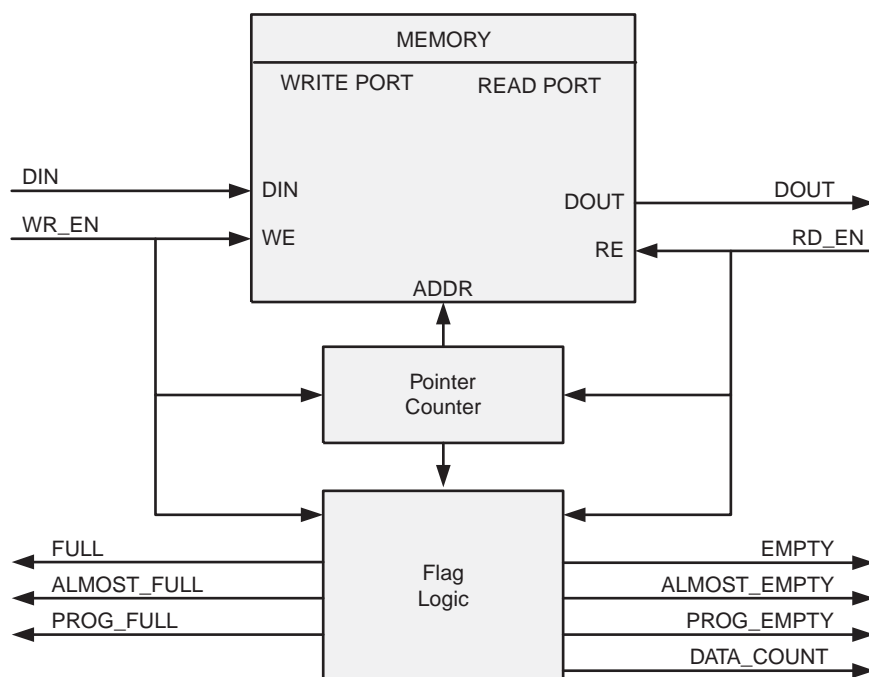 MEMORY
WRITE PORT READ PORT
DIN
DIN
DOUT
DOUT
WR_EN
WE
RE
RD_EN
ADDR
Pointer
Counter
FULL
EMPTY
Flag
Logic
ALMOST_FULL
ALMOST_EMPTY
PROG_FULL
PROG_EMPTY
DATA_COUNT